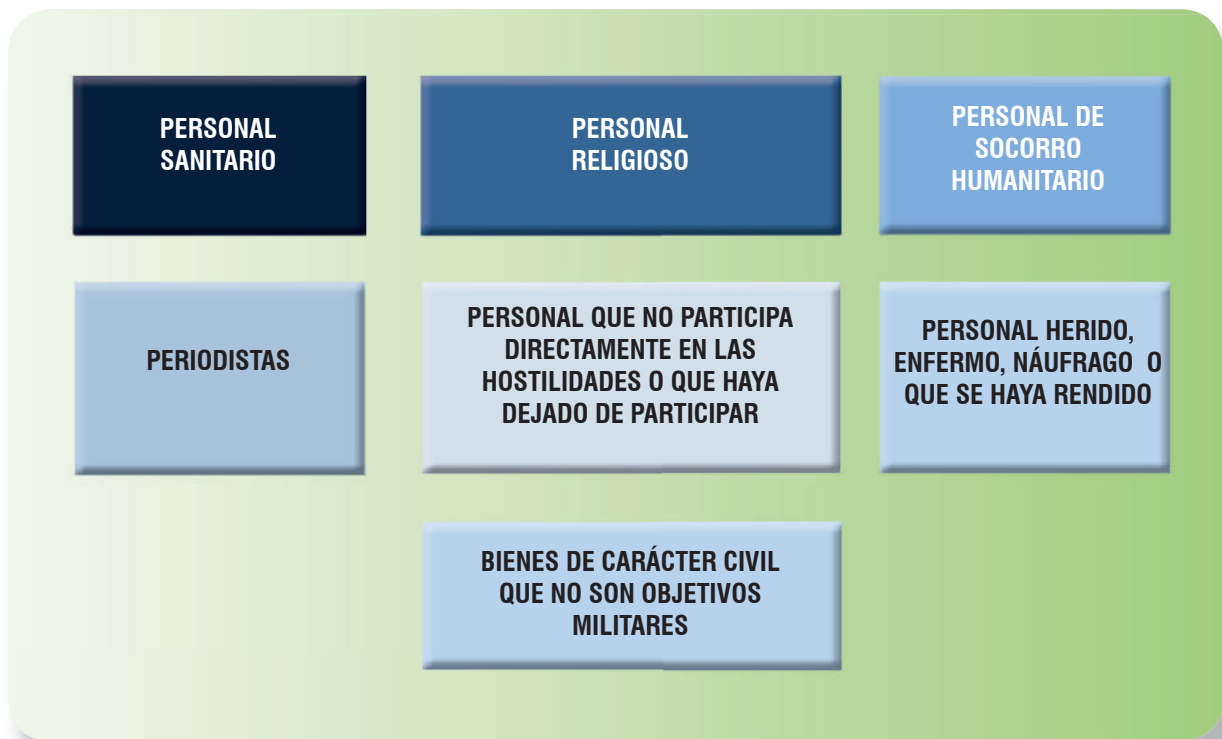 PERSONAL
SANITARIO
PERSONAL
RELIGIOSO
PERSONAL DE
SOCORRO
HUMANITARIO
PERIODISTAS
PERSONAL QUE NO PARTICIPA
DIRECTAMENTE EN LAS
HOSTILIDADES O QUE HAYA
DEJADO DE PARTICIPAR
PERSONAL HERIDO,
ENFERMO, NÁUFRAGO O
QUE SE HAYA RENDIDO
BIENES DE CARÁCTER CIVIL
QUE NO SON OBJETIVOS
MILITARES